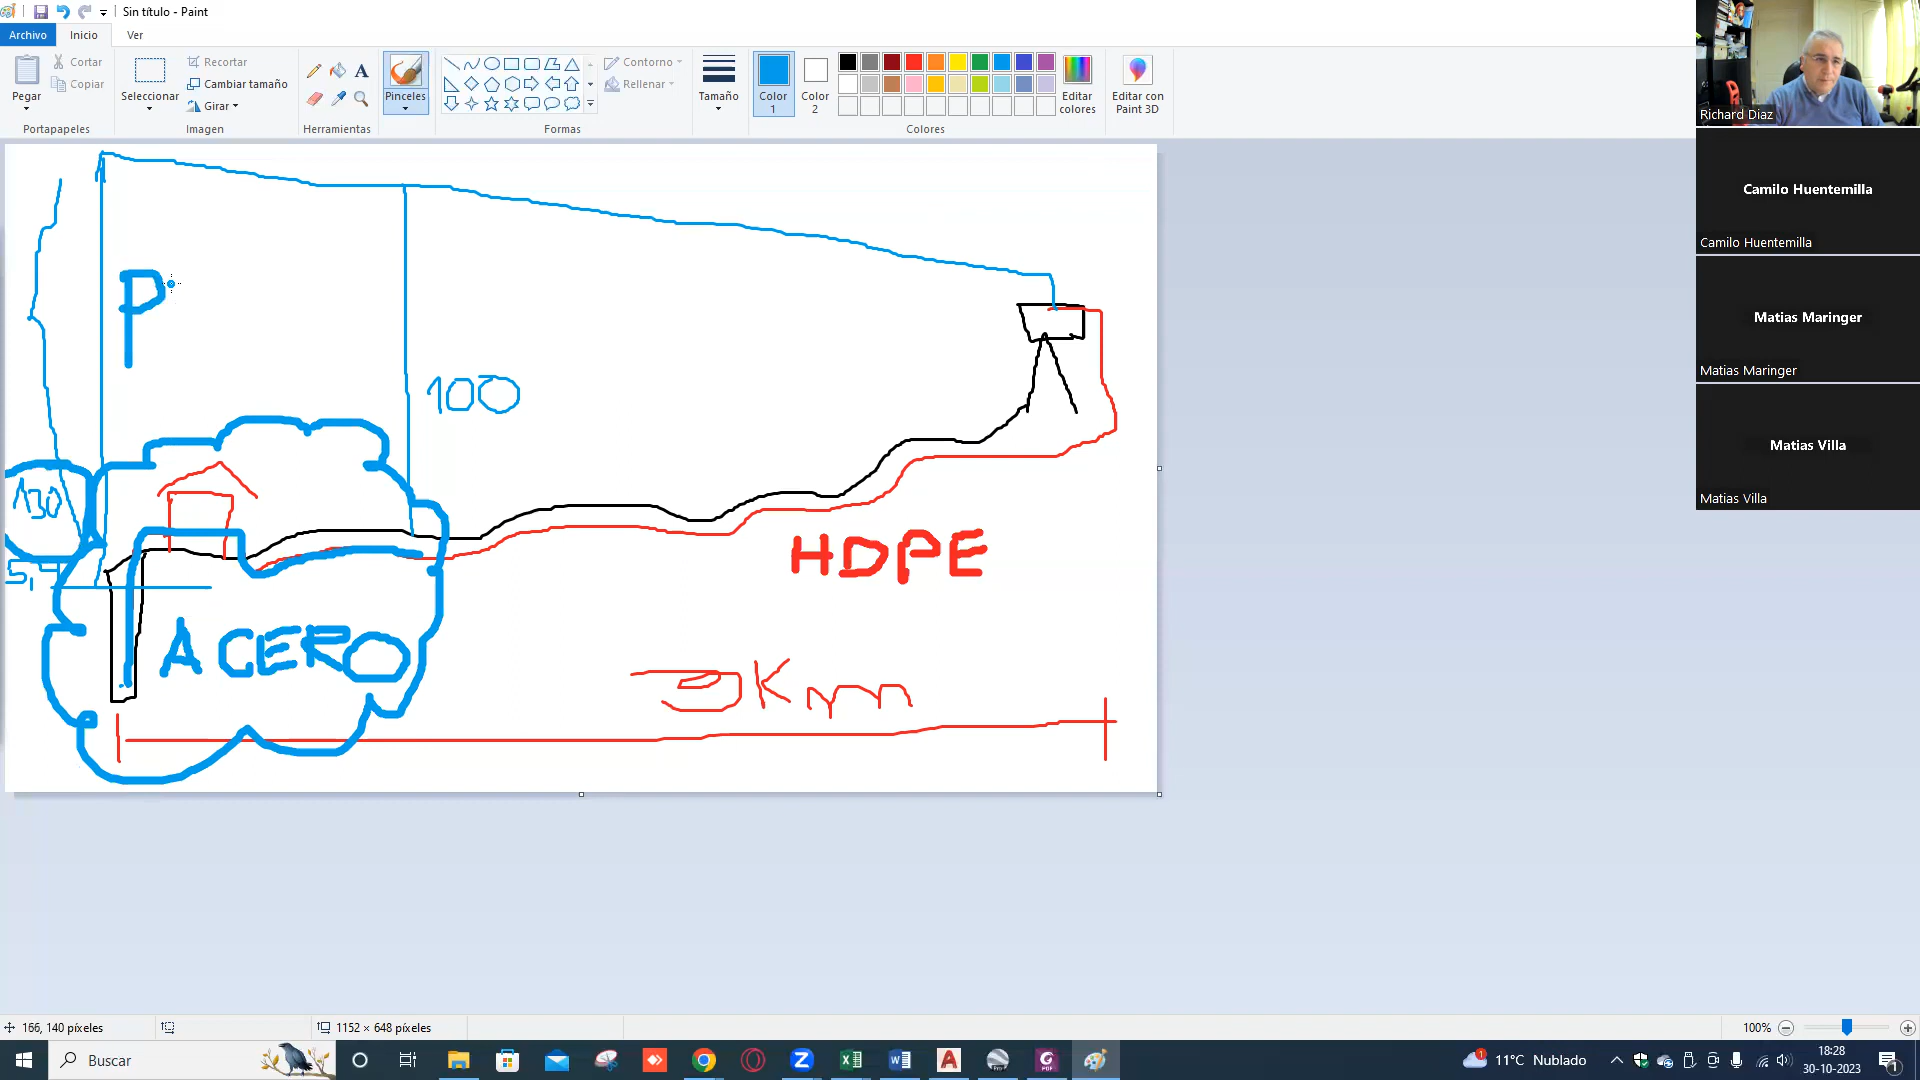 Sin título - Paint
Archivo
Inicio
Ver
Pegar
Cortar
Copiar
Portapapeles
Seleccionar
Recortar
Cambiar tamaño
Girar
Imagen
A
Herramientas
Pinceles
Contorno
Rellenar
Formas
Tamaño
Color 1
Color 2
Editar colores
Colores
Editar con Paint 3D
Richard Diaz
Camilo Huentemilla
Camilo Huentemilla
Matias Maringer
Matias Maringer
Matias Villa
Matias Villa
P
100
130
HDPE
ACERO
3 Km
166, 140 píxeles
1152 × 648 píxeles
100%
Buscar
11°C Nublado
18:28
30-10-2023